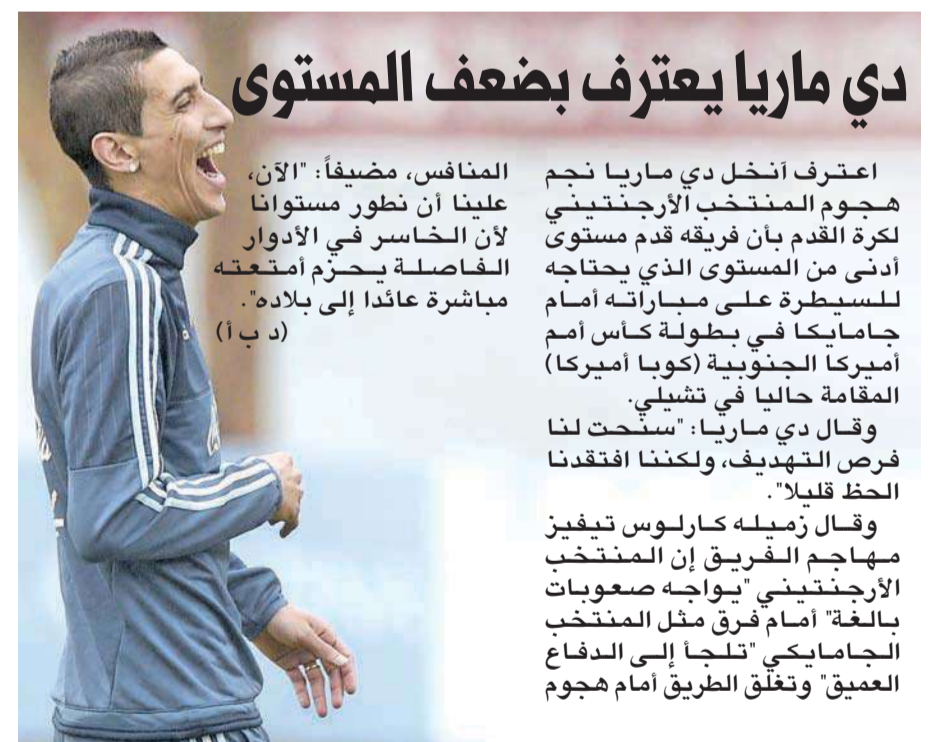 دي ماريا يعترف بضعف المستوى
اعترف آنخل دي ماريا نجم
هجوم المنتخب الأرجنتيني
لكرة القدم بأن فريقه قدم مستوى
أدنى من المستوى الذي يحتاجه
للسيطرة على مباراته أمام
جامايكا في بطولة كأس أمم
أميركا الجنوبية (كوبا أميركا)
المقامة حاليا في تشيلي.
وقال دي ماريا: "سنحت لنا
فرص التهديف، ولكننا افتقدنا
الحظ قليلا".
وقال زميله كارلوس تيفيز
مهاجم الفريق إن المنتخب
الأرجنتيني "يواجه صعوبات
بالغة" أمام فرق مثل المنتخب
الجامايكي "تلجأ إلى الدفاع
العميق" وتغلق الطريق أمام هجوم
المنافس، مضيفاً: "الآن،
علينا أن نطور مستوانا
لأن الخاسر في الأدوار
الفاصلة يحزم أمتعته
مباشرة عائدا إلى بلاده".
(د ب أ)